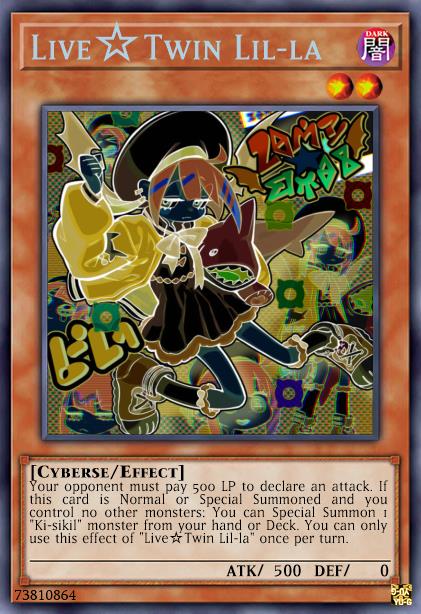 Live☆Twin Lil-la
DARK
闇
[Cyberse/Effect]
Your opponent must pay 500 LP to declare an attack. If
this card is Normal or Special Summoned and you
control no other monsters: You can Special Summon 1
"Ki-sikil" monster from your hand or Deck. You can only
use this effect of "Live☆Twin Lil-la" once per turn.
ATK/ 500 DEF/ 0
73810864